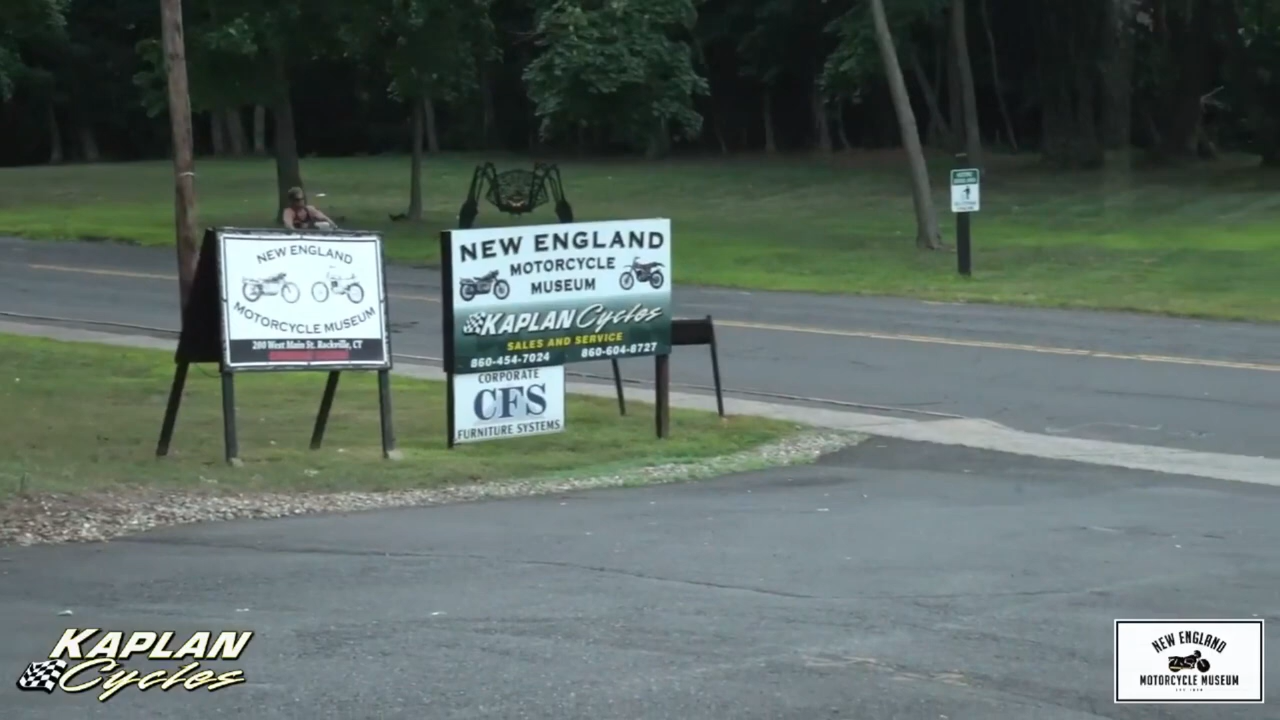 NEW ENGLAND
MOTORCYCLE MUSEUM
200 West Main St. Rockville, CT
NEW ENGLAND
MOTORCYCLE
MUSEUM
KAPLAN Cycles
SALES AND SERVICE
860-454-7024 860-604-8727
CORPORATE
CFS
FURNITURE SYSTEMS
KAPLAN
Cycles
NEW ENGLAND
MOTORCYCLE MUSEUM